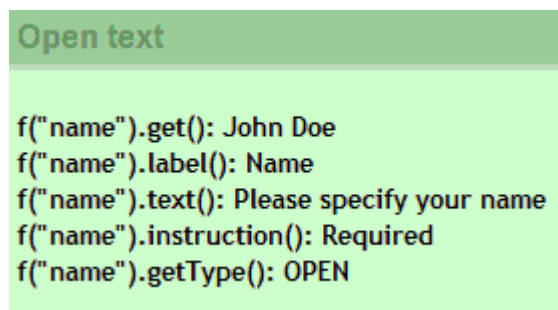 Open text
f("name").get(): John Doe
f("name").label(): Name
f("name").text(): Please specify your name
f("name").instruction(): Required
f("name").getType(): OPEN